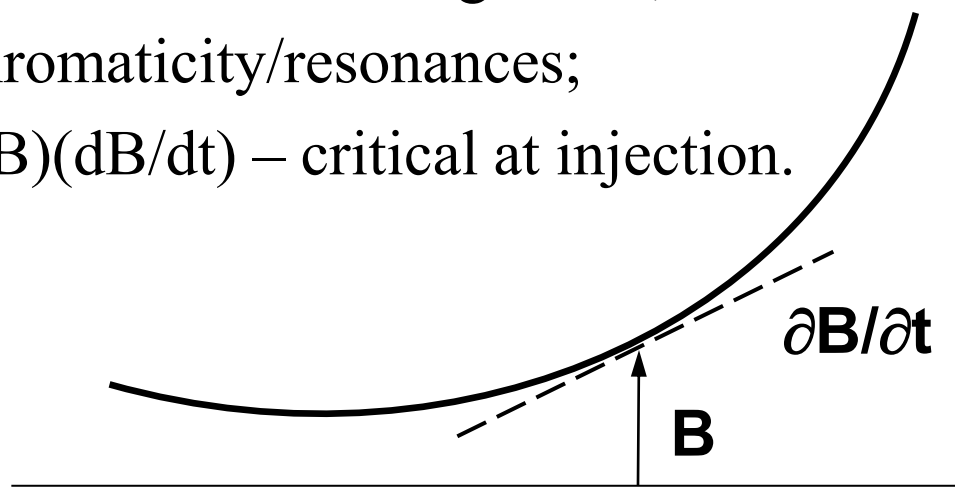 romaticity/resonances;
B)(dB/dt) – critical at injection.
∂B/∂t
B